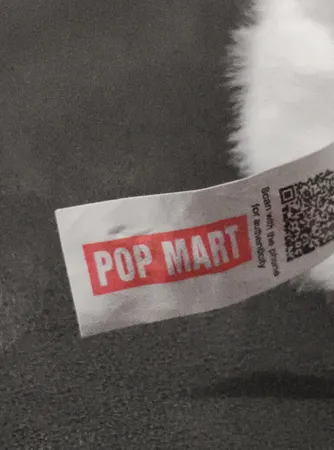 POP MART
Scan with the phone
for authenticity